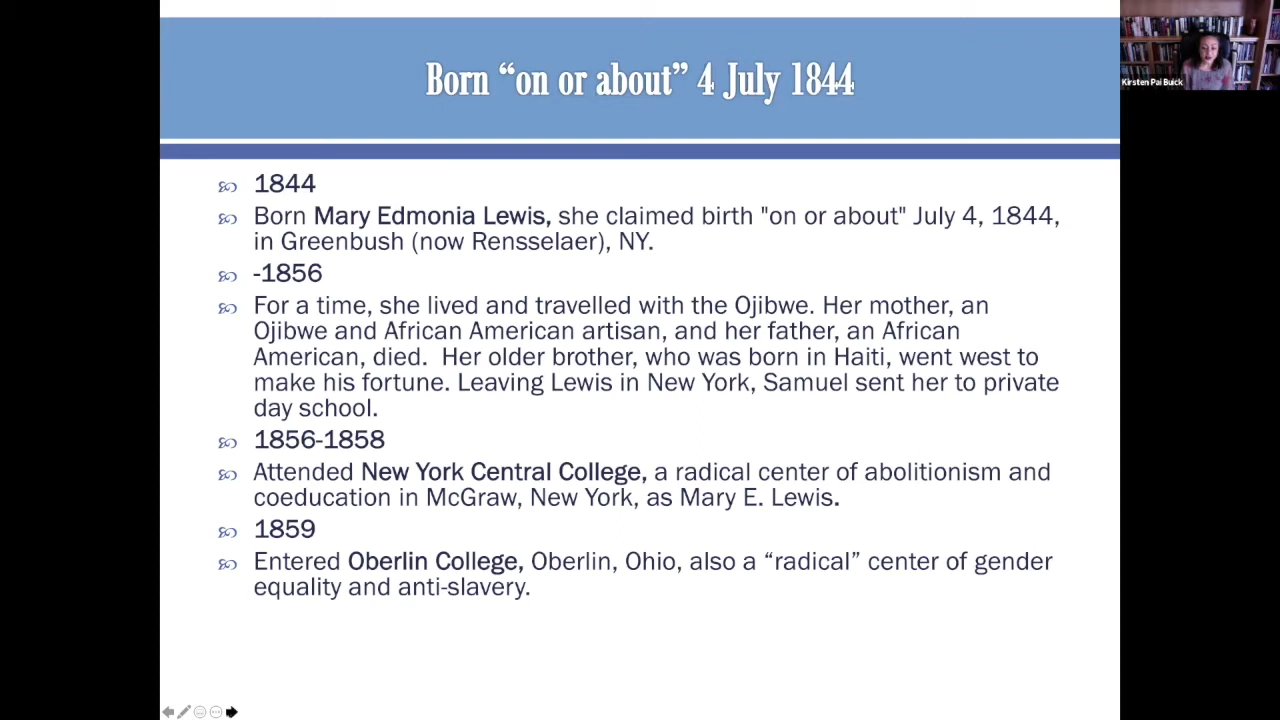 Born “on or about” 4 July 1844
Kirsten Pai Buick
1844
Born Mary Edmonia Lewis, she claimed birth "on or about" July 4, 1844,
in Greenbush (now Rensselaer), NY.
-1856
For a time, she lived and travelled with the Ojibwe. Her mother, an
Ojibwe and African American artisan, and her father, an African
American, died.  Her older brother, who was born in Haiti, went west to
make his fortune. Leaving Lewis in New York, Samuel sent her to private
day school.
1856-1858
Attended New York Central College, a radical center of abolitionism and
coeducation in McGraw, New York, as Mary E. Lewis.
1859
Entered Oberlin College, Oberlin, Ohio, also a “radical” center of gender
equality and anti-slavery.